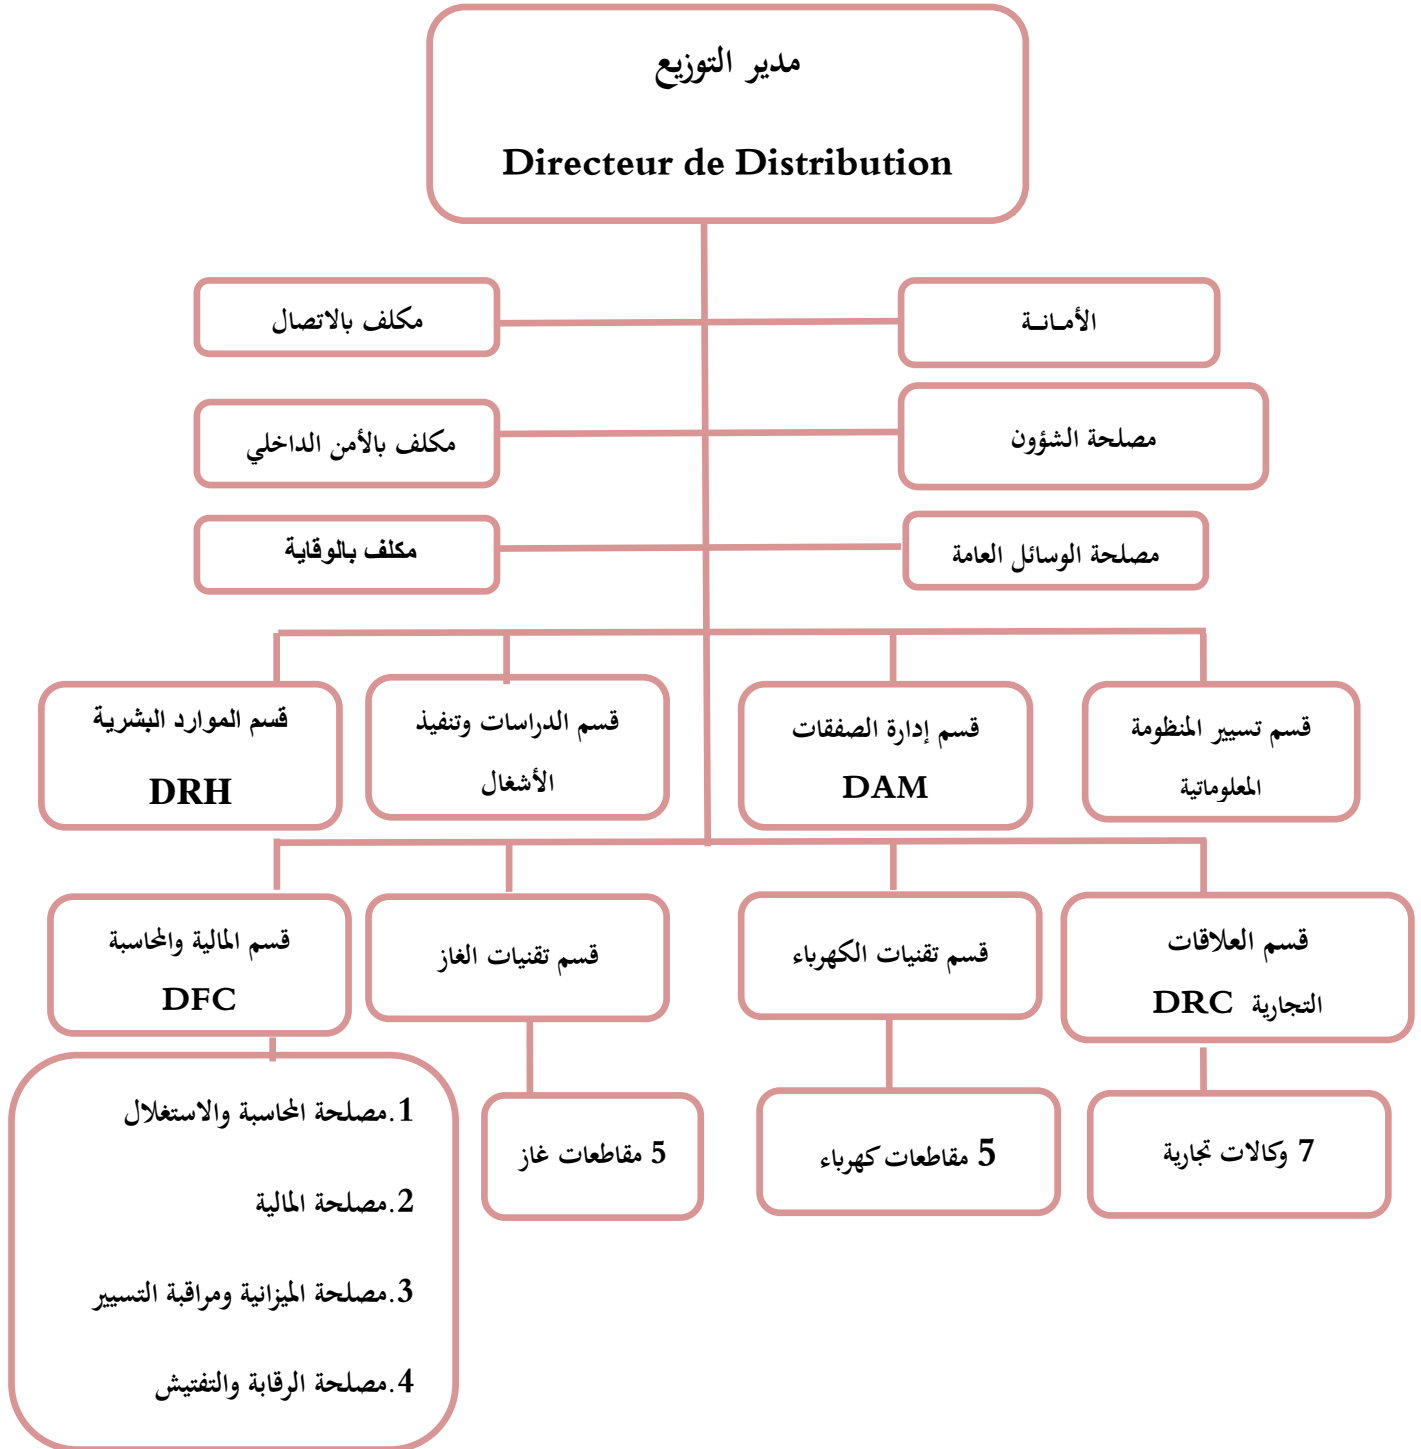 مدير التوزيع
Directeur de Distribution
الأمـانـة
مكلف بالاتصال
مصلحة الشؤون
مكلف بالأمن الداخلي
مصلحة الوسائل العامة
مكلف بالوقاية
قسم تسيير المنظومة
المعلوماتية
قسم إدارة الصفقات
DAM
قسم الدراسات وتنفيذ
الأشغال
قسم الموارد البشرية
DRH
قسم العلاقات
التجارية DRC
قسم تقنيات الكهرباء
قسم تقنيات الغاز
قسم المالية والمحاسبة
DFC
7 وكالات تجارية
5 مقاطعات كهرباء
5 مقاطعات غاز
1.مصلحة المحاسبة والاستغلال
2.مصلحة المالية
3.مصلحة الميزانية ومراقبة التسيير
4.مصلحة الرقابة والتفتيش